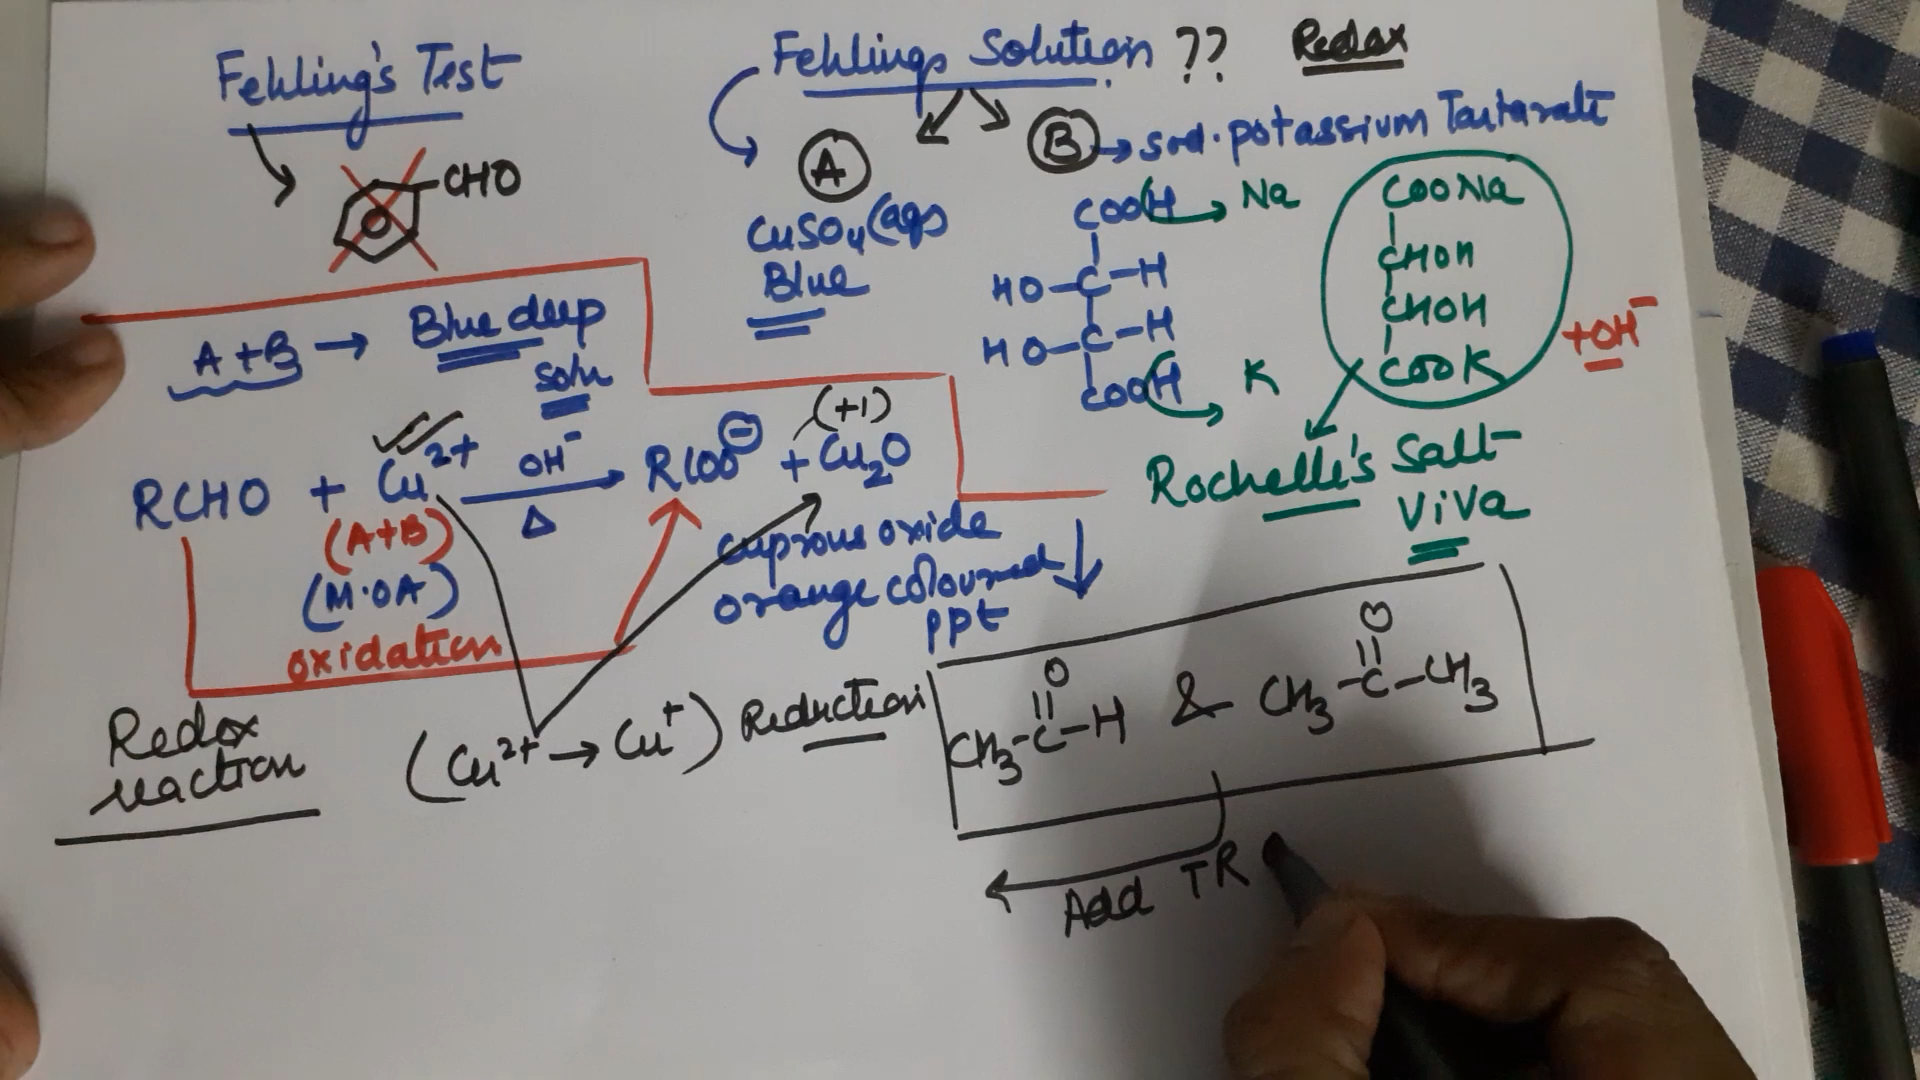 Fehling's Test
CHO
Fehlings Solution ?? Redox
A
B → sod. potassium Tartarate
CuSO4 (aq)
Blue
COOH → Na
HO-C-H
HO-C-H
COOH → K
COONa
CHOH
CHOH
COOK
+OH⁻
Rochelle's Salt
Viva
A + B → Blue deep
soln
RCHO + Cu²⁺ OH⁻ Δ → RCOO⁻ + Cu₂O
(+1)
(A+B)
(M.OA)
oxidation
cuprous oxide ↓
orange coloured
ppt
Redox
reaction
(Cu²⁺ → Cu⁺) Reduction
O
CH₃-C-H & CH₃-C-CH₃
O
Add TR